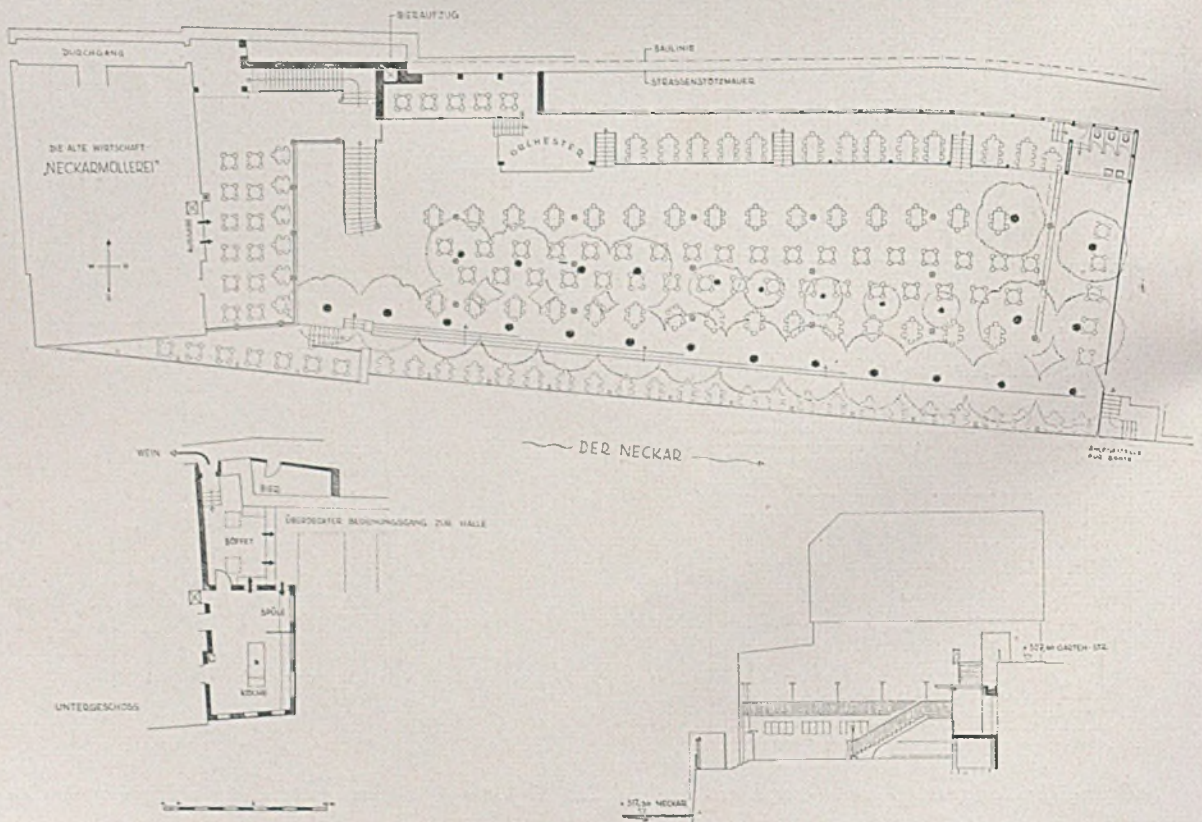 BIERAUFZUG
DURCHGANG
BAULINIE
STRASSENSTÜTZMAUER
DIE ALTE WIRTSCHAFT
„NECKARMÜLLEREI“
ORCHESTER
AUSGABE
DER NECKAR
WEIN
BIER
ÜBERDECKTER BEDIENUNGSGANG ZUR HALLE
BÜFFET
SPÜLE
KÜCHE
UNTERGESCHOSS
GARTEN-STR.
NECKAR